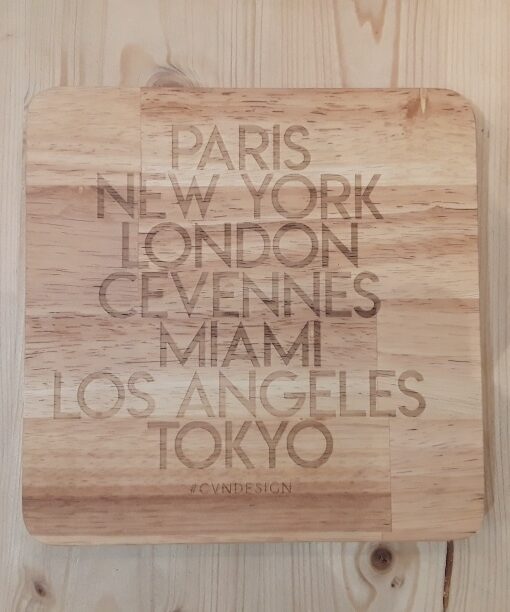 PARIS
NEW YORK
LONDON
CEVENNES
MIAMI
LOS ANGELES
TOKYO
#CVNDESIGN